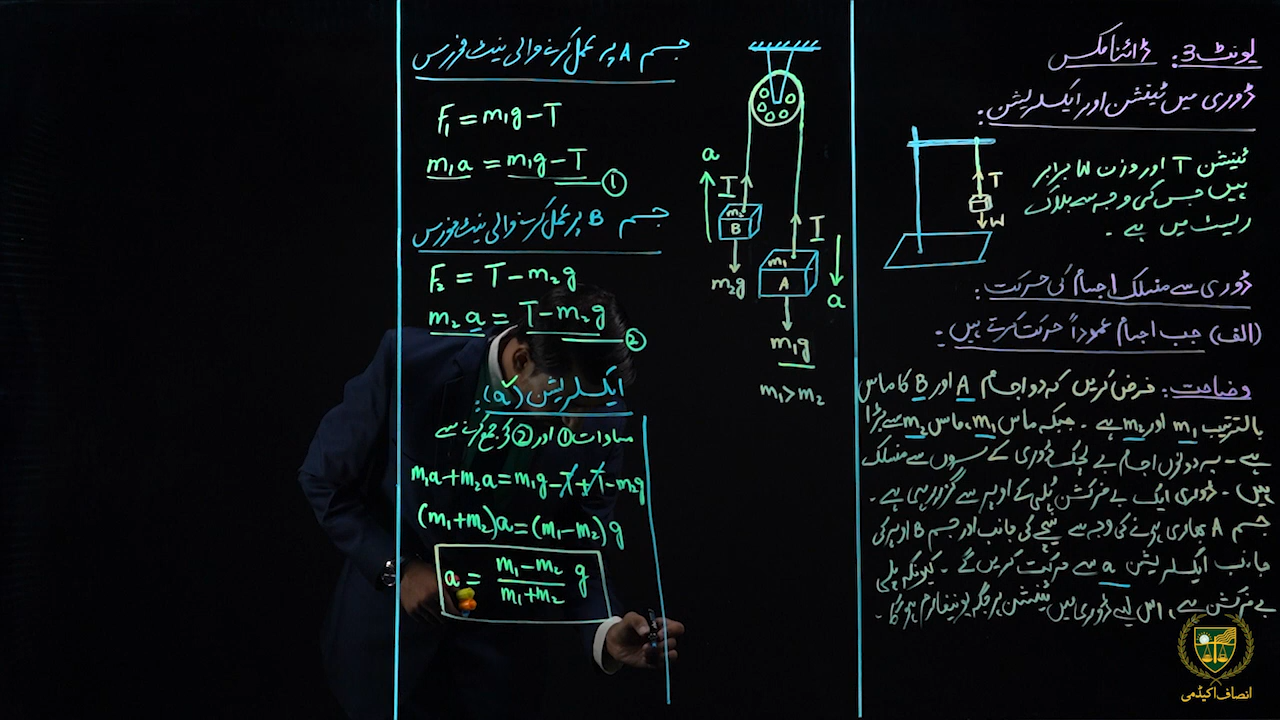 یونٹ 3: ڈائنامکس
ڈوری میں ٹینشن اور ایکسلریشن:
ٹینشن T اور وزن W برابر
ہیں جس کی وجہ سے بلاک
ریسٹ میں ہے۔
T
W
ڈوری سے منسلک اجسام کی حرکت:
(الف) جب اجسام عموداً حرکت کرتے ہیں:
وضاحت: فرض کریں کہ دو اجسام A اور B کا ماس
بالترتیب m₁ اور m₂ ہے۔ جبکہ ماس m₁، ماس m₂ سے بڑا
ہے۔ یہ دونوں اجسام بے لچک ڈوری کے سروں سے منسلک
ہیں۔ ڈوری ایک بے فرکشن پُلی کے اوپر سے گزر رہی ہے۔
جسم A بھاری ہونے کی وجہ سے نیچے کی جانب اور جسم B اوپر کی
جانب ایکسلریشن a سے حرکت کریں گے۔ کیونکہ پلی
بے فرکشن ہے، اس لیے ڈوری میں ٹینشن ہر جگہ یونیفارم ہو گا۔
a
T
m₂
B
m₂g
T
m₁
A
a
m₁g
m₁>m₂
جسم A پر عمل کرنے والی نیٹ فورس
F₁ = m₁g − T
m₁a = m₁g − T ①
جسم B پر عمل کرنے والی نیٹ فورس
F₂ = T − m₂g
m₂a = T − m₂g ②
ایکسلریشن (a):
مساوات ① اور ② کو جمع کرنے سے
m₁a + m₂a = m₁g − T + T − m₂g
(m₁+m₂)a = (m₁−m₂)g
a = (m₁−m₂)/(m₁+m₂) g
انصاف اکیڈمی